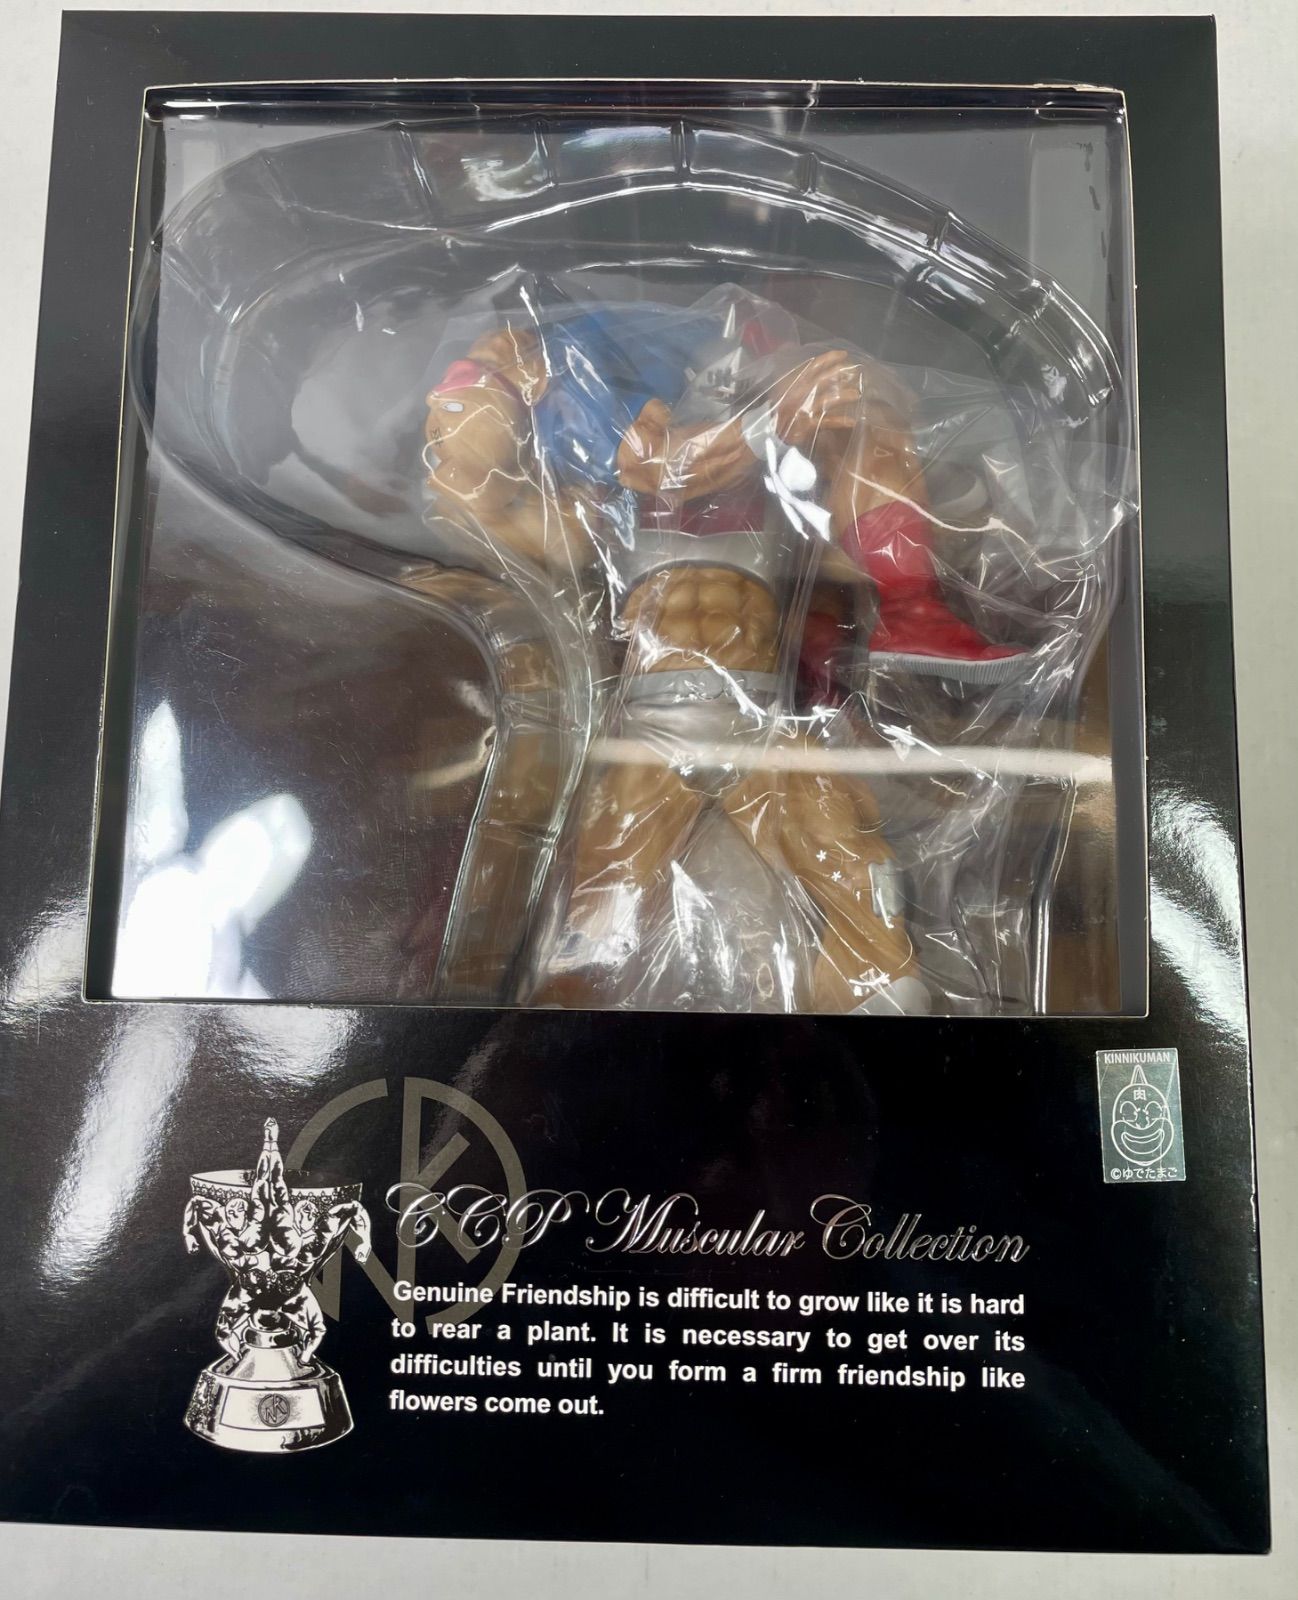 KINNIKUMAN
肉
©ゆでたまご
CCP Muscular Collection
Genuine Friendship is difficult to grow like it is hard
to rear a plant. It is necessary to get over its
difficulties until you form a firm friendship like
flowers come out.